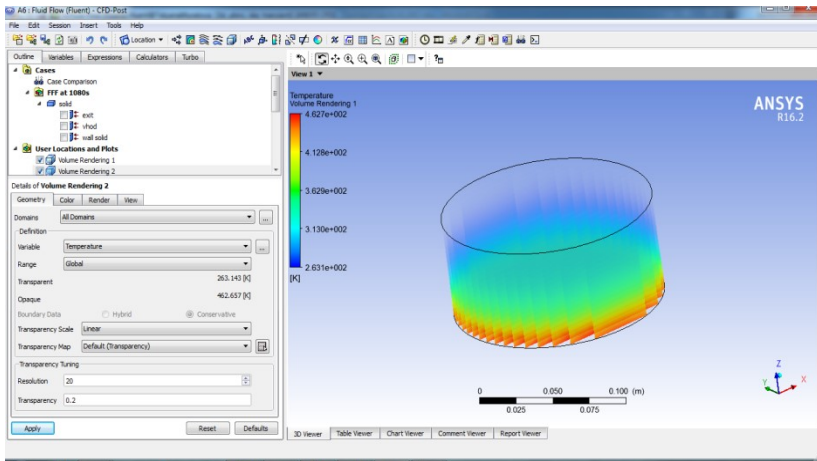 A6 : Fluid Flow (Fluent) - CFD-Post
File Edit Session Insert Tools Help
Location
Outline Variables Expressions Calculators Turbo
Cases
Case Comparison
FFF at 1080s
solid
exit
vhod
wall solid
User Locations and Plots
Volume Rendering 1
Volume Rendering 2
Details of Volume Rendering 2
Geometry Color Render View
Domains All Domains
Definition
Variable Temperature
Range Global
Transparent 263.143 [K]
Opaque 462.657 [K]
Boundary Data Hybrid Conservative
Transparency Scale Linear
Transparency Map Default (Transparency)
Transparency Tuning
Resolution 20
Transparency 0.2
Apply Reset Defaults
View 1
Temperature
Volume Rendering 1
4.627e+002
4.128e+002
3.629e+002
3.130e+002
2.631e+002
[K]
ANSYS
R16.2
Z
Y X
0 0.050 0.100 (m)
0.025 0.075
3D Viewer Table Viewer Chart Viewer Comment Viewer Report Viewer